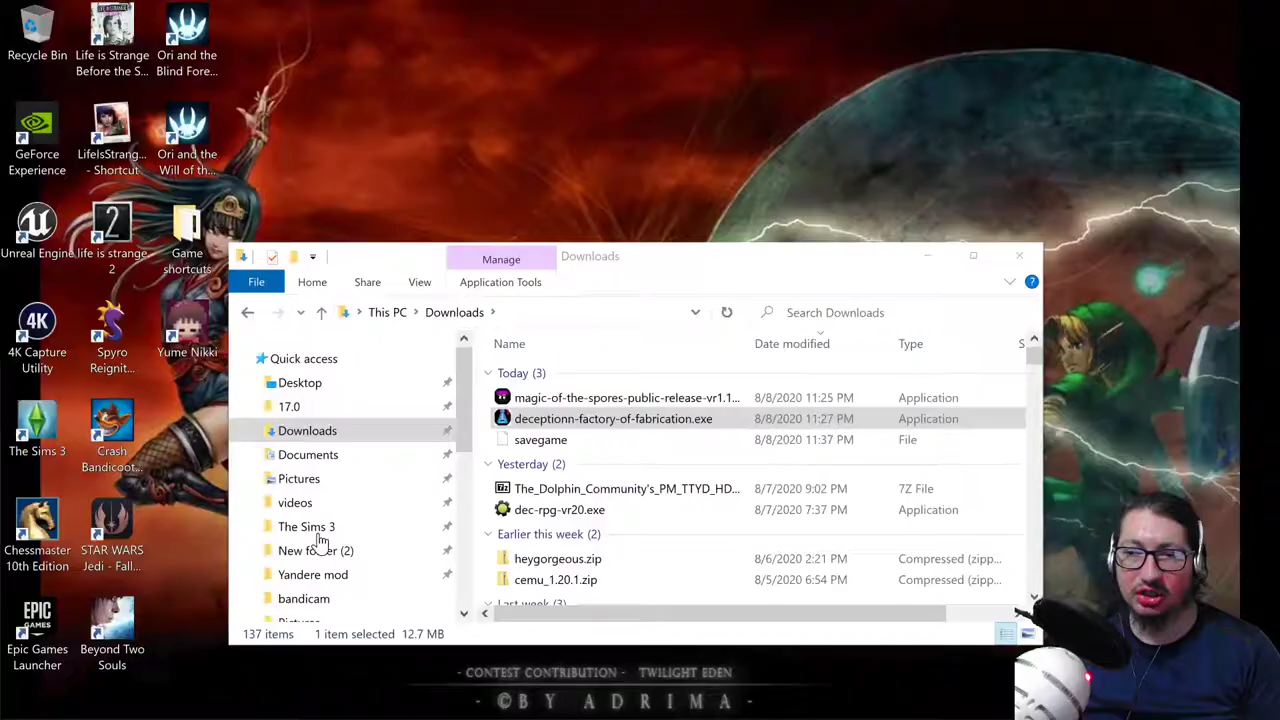 Recycle Bin
Life is Strange
Before the S...
Ori and the
Blind Fore...
GeForce
Experience
LifeIsStrang...
- Shortcut
Ori and the
Will of th...
Unreal Engine
life is strange
2
Game
shortcuts
4K
4K Capture
Utility
Spyro
Reignit...
Yume Nikki
The Sims 3
Crash
Bandicoot...
Chessmaster
10th Edition
STAR WARS
Jedi - Fall...
EPIC
GAMES
Epic Games
Launcher
Beyond Two
Souls
Manage
Downloads
File
Home
Share
View
Application Tools
This PC
Downloads
Search Downloads
Quick access
Desktop
17.0
Downloads
Documents
Pictures
videos
The Sims 3
New folder (2)
Yandere mod
bandicam
Name
Date modified
Type
S
Today (3)
magic-of-the-spores-public-release-vr1.1... 8/8/2020 11:25 PM Application
deceptionn-factory-of-fabrication.exe 8/8/2020 11:27 PM Application
savegame 8/8/2020 11:37 PM File
Yesterday (2)
The_Dolphin_Community's_PM_TTYD_HD... 8/7/2020 9:02 PM 7Z File
dec-rpg-vr20.exe 8/7/2020 7:37 PM Application
Earlier this week (2)
heygorgeous.zip 8/6/2020 2:21 PM Compressed (zipp...
cemu_1.20.1.zip 8/5/2020 6:54 PM Compressed (zipp...
Last week (3)
137 items 1 item selected 12.7 MB
- CONTEST CONTRIBUTION - TWILIGHT EDEN
- © BY ADRIMA -